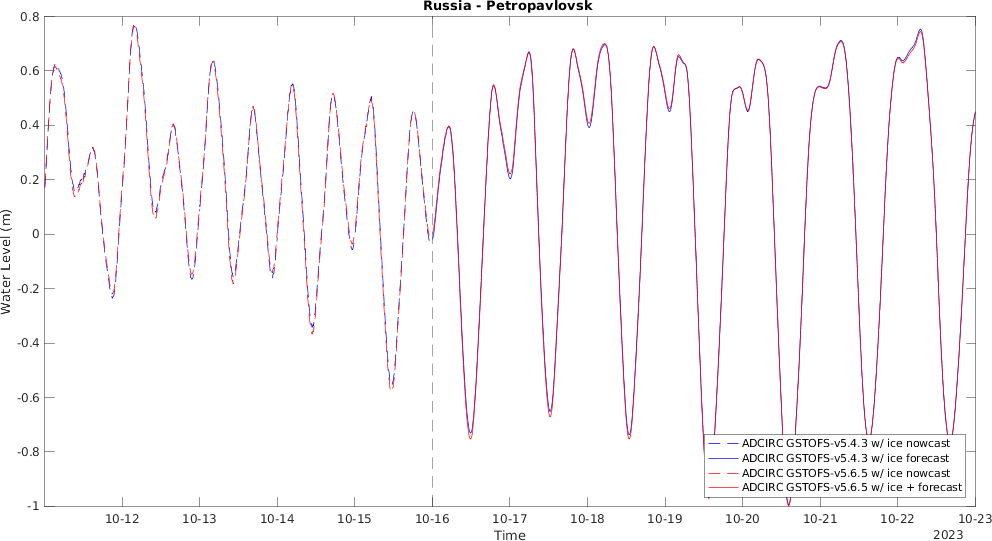 Russia - Petropavlovsk
0.8
0.6
0.4
0.2
0
-0.2
-0.4
-0.6
-0.8
-1
Water Level (m)
ADCIRC GSTOFS-v5.4.3 w/ ice nowcast
ADCIRC GSTOFS-v5.4.3 w/ ice forecast
ADCIRC GSTOFS-v5.6.5 w/ ice nowcast
ADCIRC GSTOFS-v5.6.5 w/ ice + forecast
10-12 10-13 10-14 10-15 10-16 10-17 10-18 10-19 10-20 10-21 10-22 10-23
Time
2023